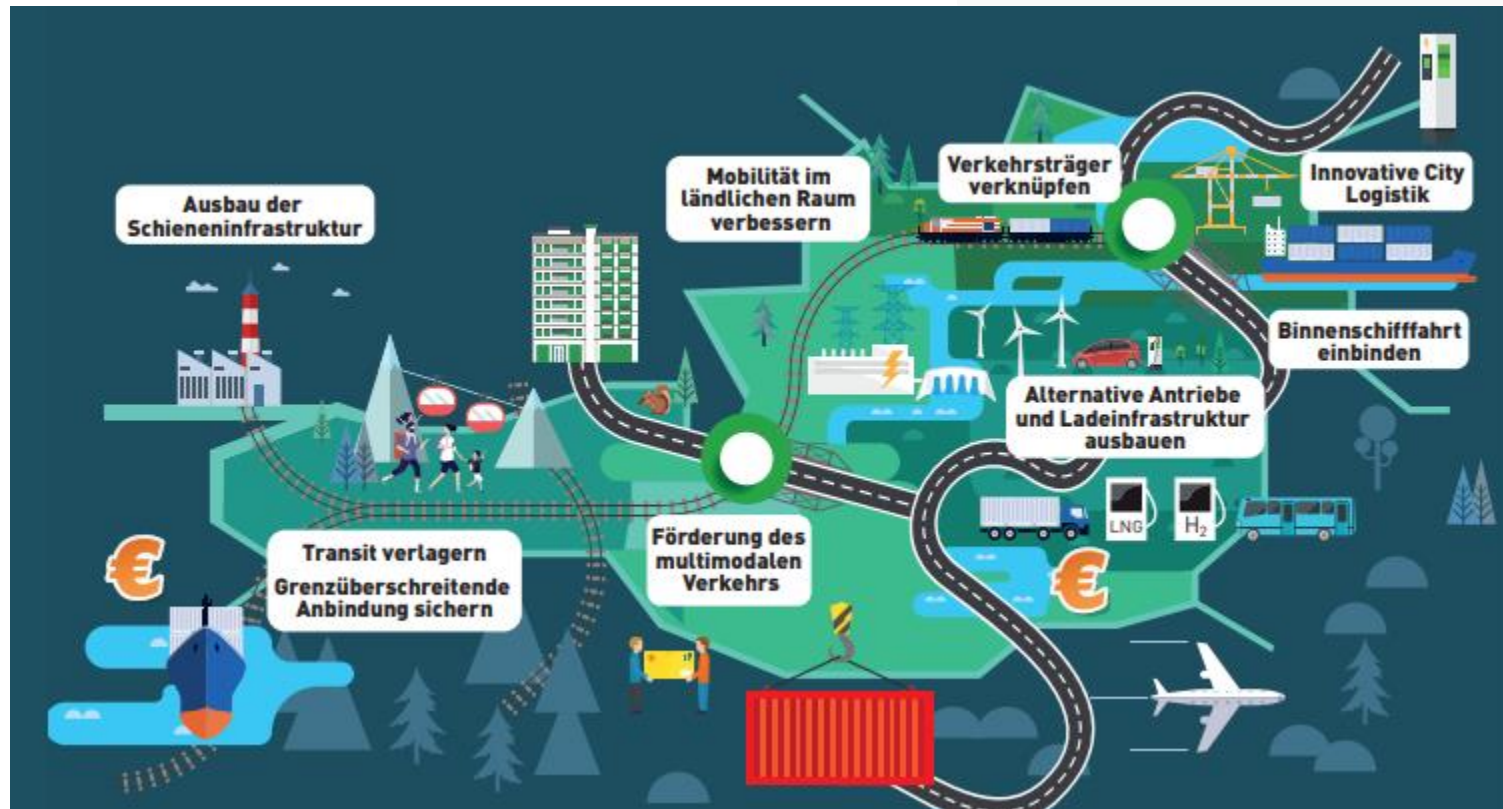 Ausbau der
Schieneninfrastruktur
Mobilität im
ländlichen Raum
verbessern
Verkehrsträger
verknüpfen
Innovative City
Logistik
Binnenschifffahrt
einbinden
Alternative Antriebe
und Ladeinfrastruktur
ausbauen
LNG
H₂
Transit verlagern
Grenzüberschreitende
Anbindung sichern
€
Förderung des
multimodalen
Verkehrs
€